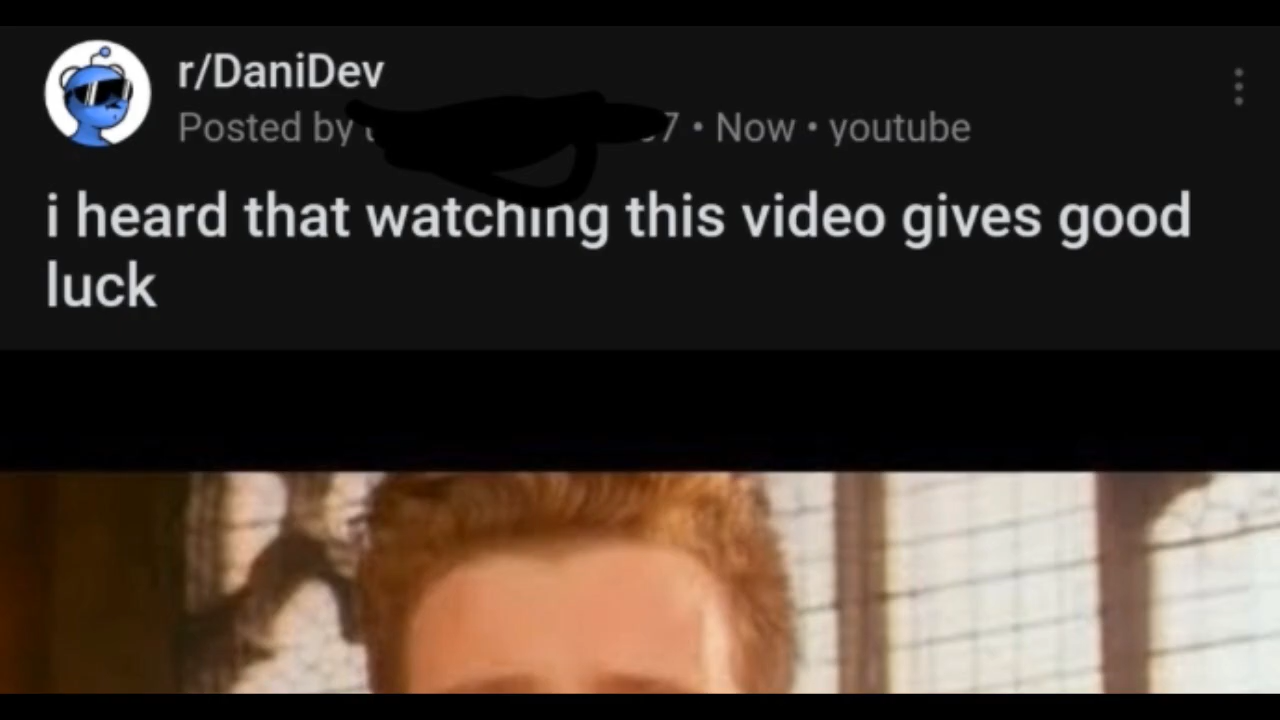 r/DaniDev
Posted by 7 • Now • youtube
i heard that watching this video gives good
luck